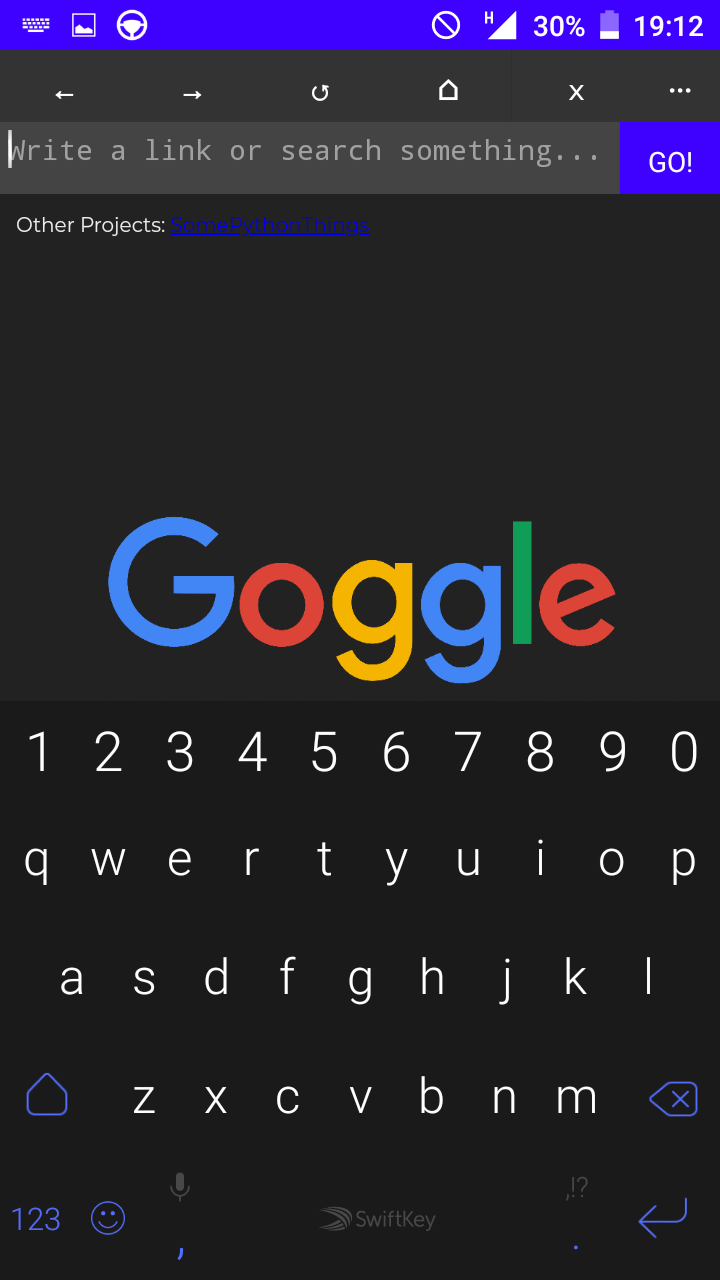 H 30% 19:12
← → ↺ x ...
Write a link or search something...
GO!
Other Projects: SomePythonThings
Goggle
1 2 3 4 5 6 7 8 9 0
q w e r t y u i o p
a s d f g h j k l
z x c v b n m
,!?
123 , SwiftKey .